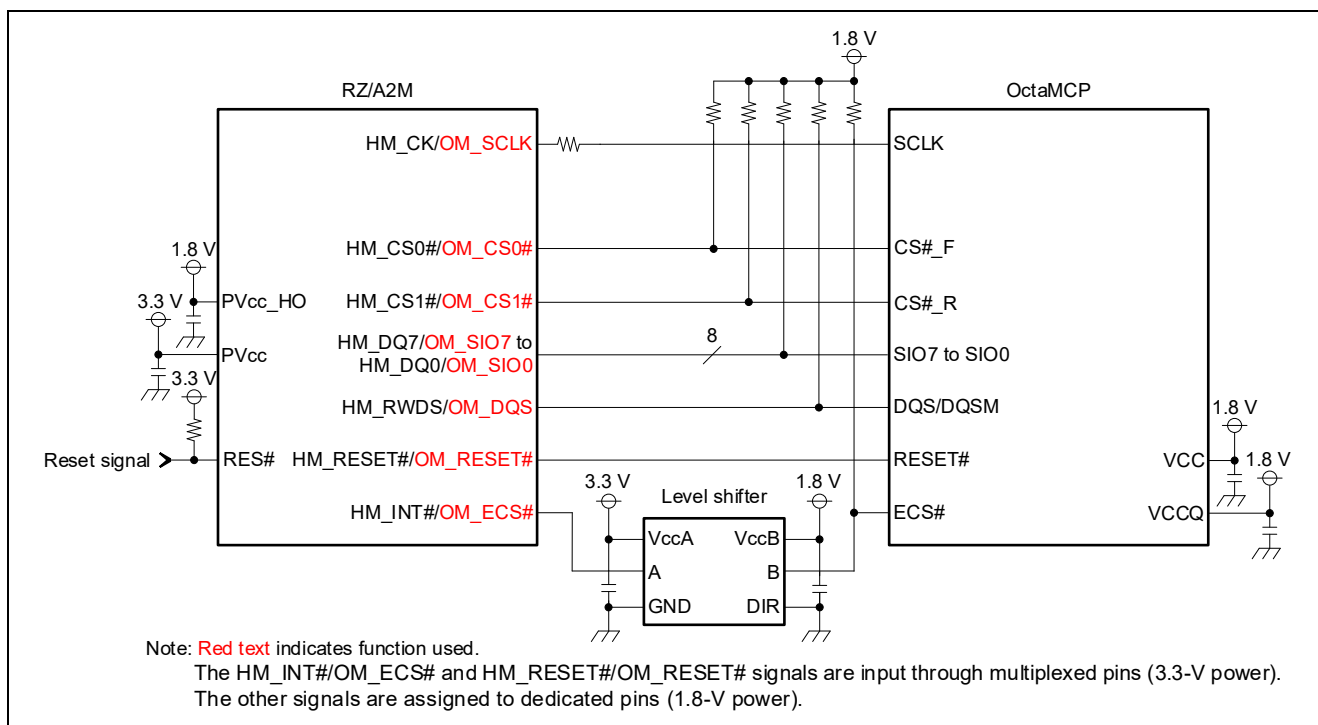 1.8 V
RZ/A2M
OctaMCP
HM_CK/OM_SCLK
SCLK
1.8 V
HM_CS0#/OM_CS0#
CS#_F
3.3 V
PVcc_HO
HM_CS1#/OM_CS1#
CS#_R
8
HM_DQ7/OM_SIO7 to
HM_DQ0/OM_SIO0
SIO7 to SIO0
PVcc
3.3 V
HM_RWDS/OM_DQS
DQS/DQSM
1.8 V
Reset signal
RES#
HM_RESET#/OM_RESET#
RESET#
VCC
1.8 V
3.3 V
Level shifter
1.8 V
HM_INT#/OM_ECS#
ECS#
VCCQ
VccA
VccB
A
B
GND
DIR
Note: Red text indicates function used.
The HM_INT#/OM_ECS# and HM_RESET#/OM_RESET# signals are input through multiplexed pins (3.3-V power).
The other signals are assigned to dedicated pins (1.8-V power).